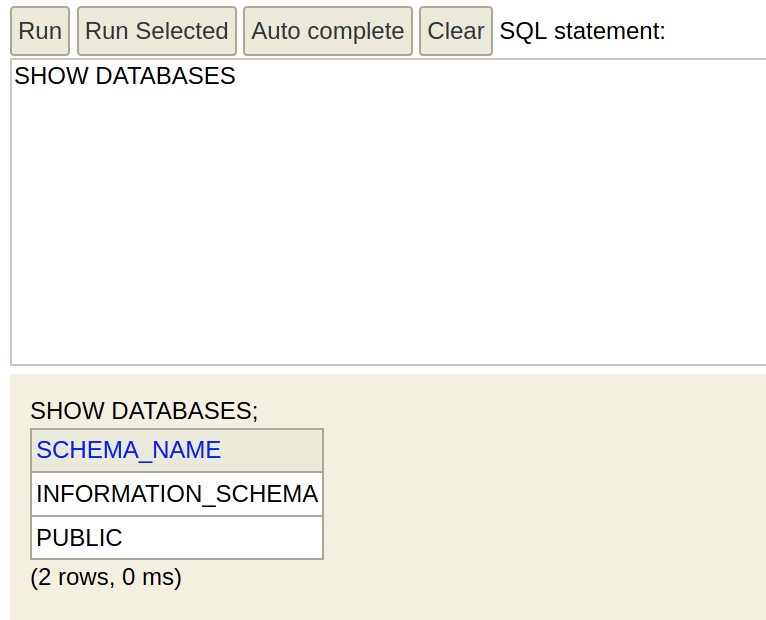 Run Run Selected Auto complete Clear SQL statement:
SHOW DATABASES
SHOW DATABASES;
SCHEMA_NAME
INFORMATION_SCHEMA
PUBLIC
(2 rows, 0 ms)